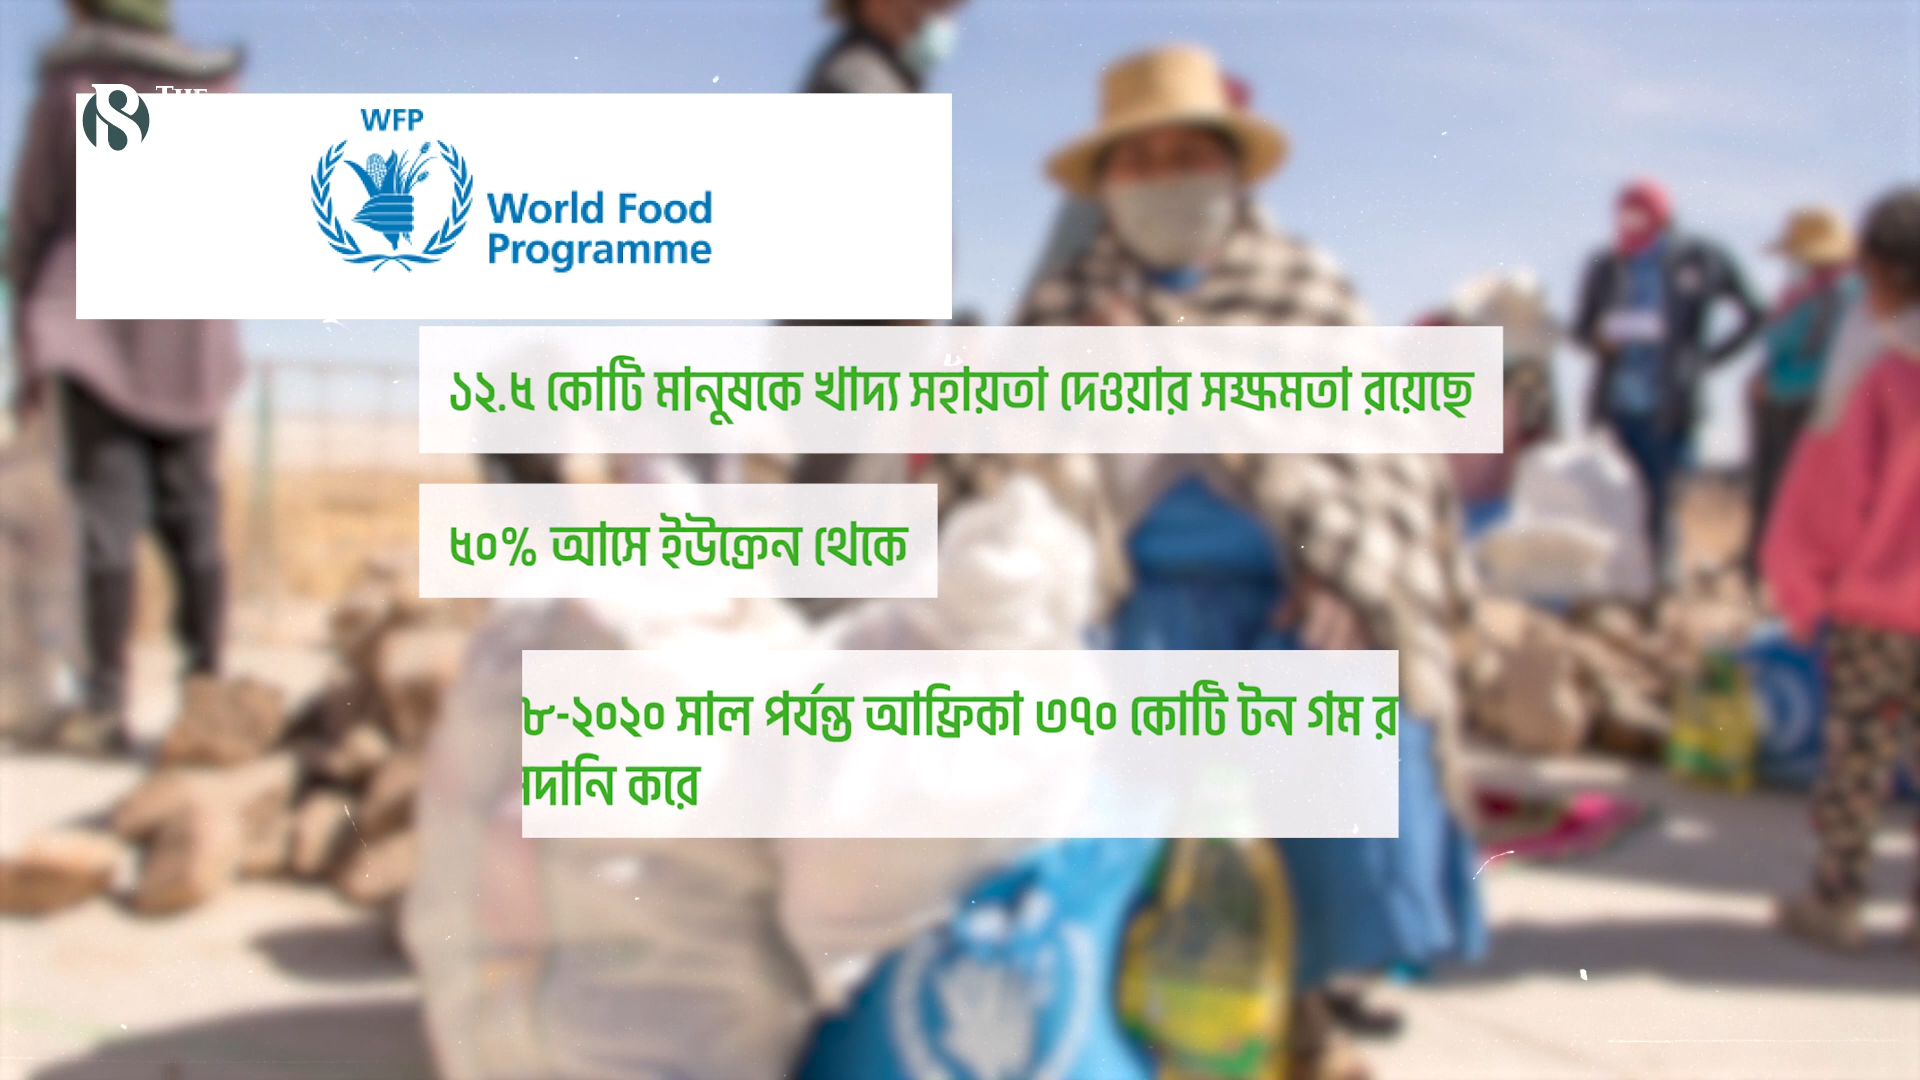 THE
WFP
World Food
Programme
১২.৫ কোটি মানুষকে খাদ্য সহায়তা দেওয়ার সক্ষমতা রয়েছে
৫০% আসে ইউক্রেন থেকে
৮-২০২০ সাল পর্যন্ত আফ্রিকা ৩৭০ কোটি টন গম র
দানি করে